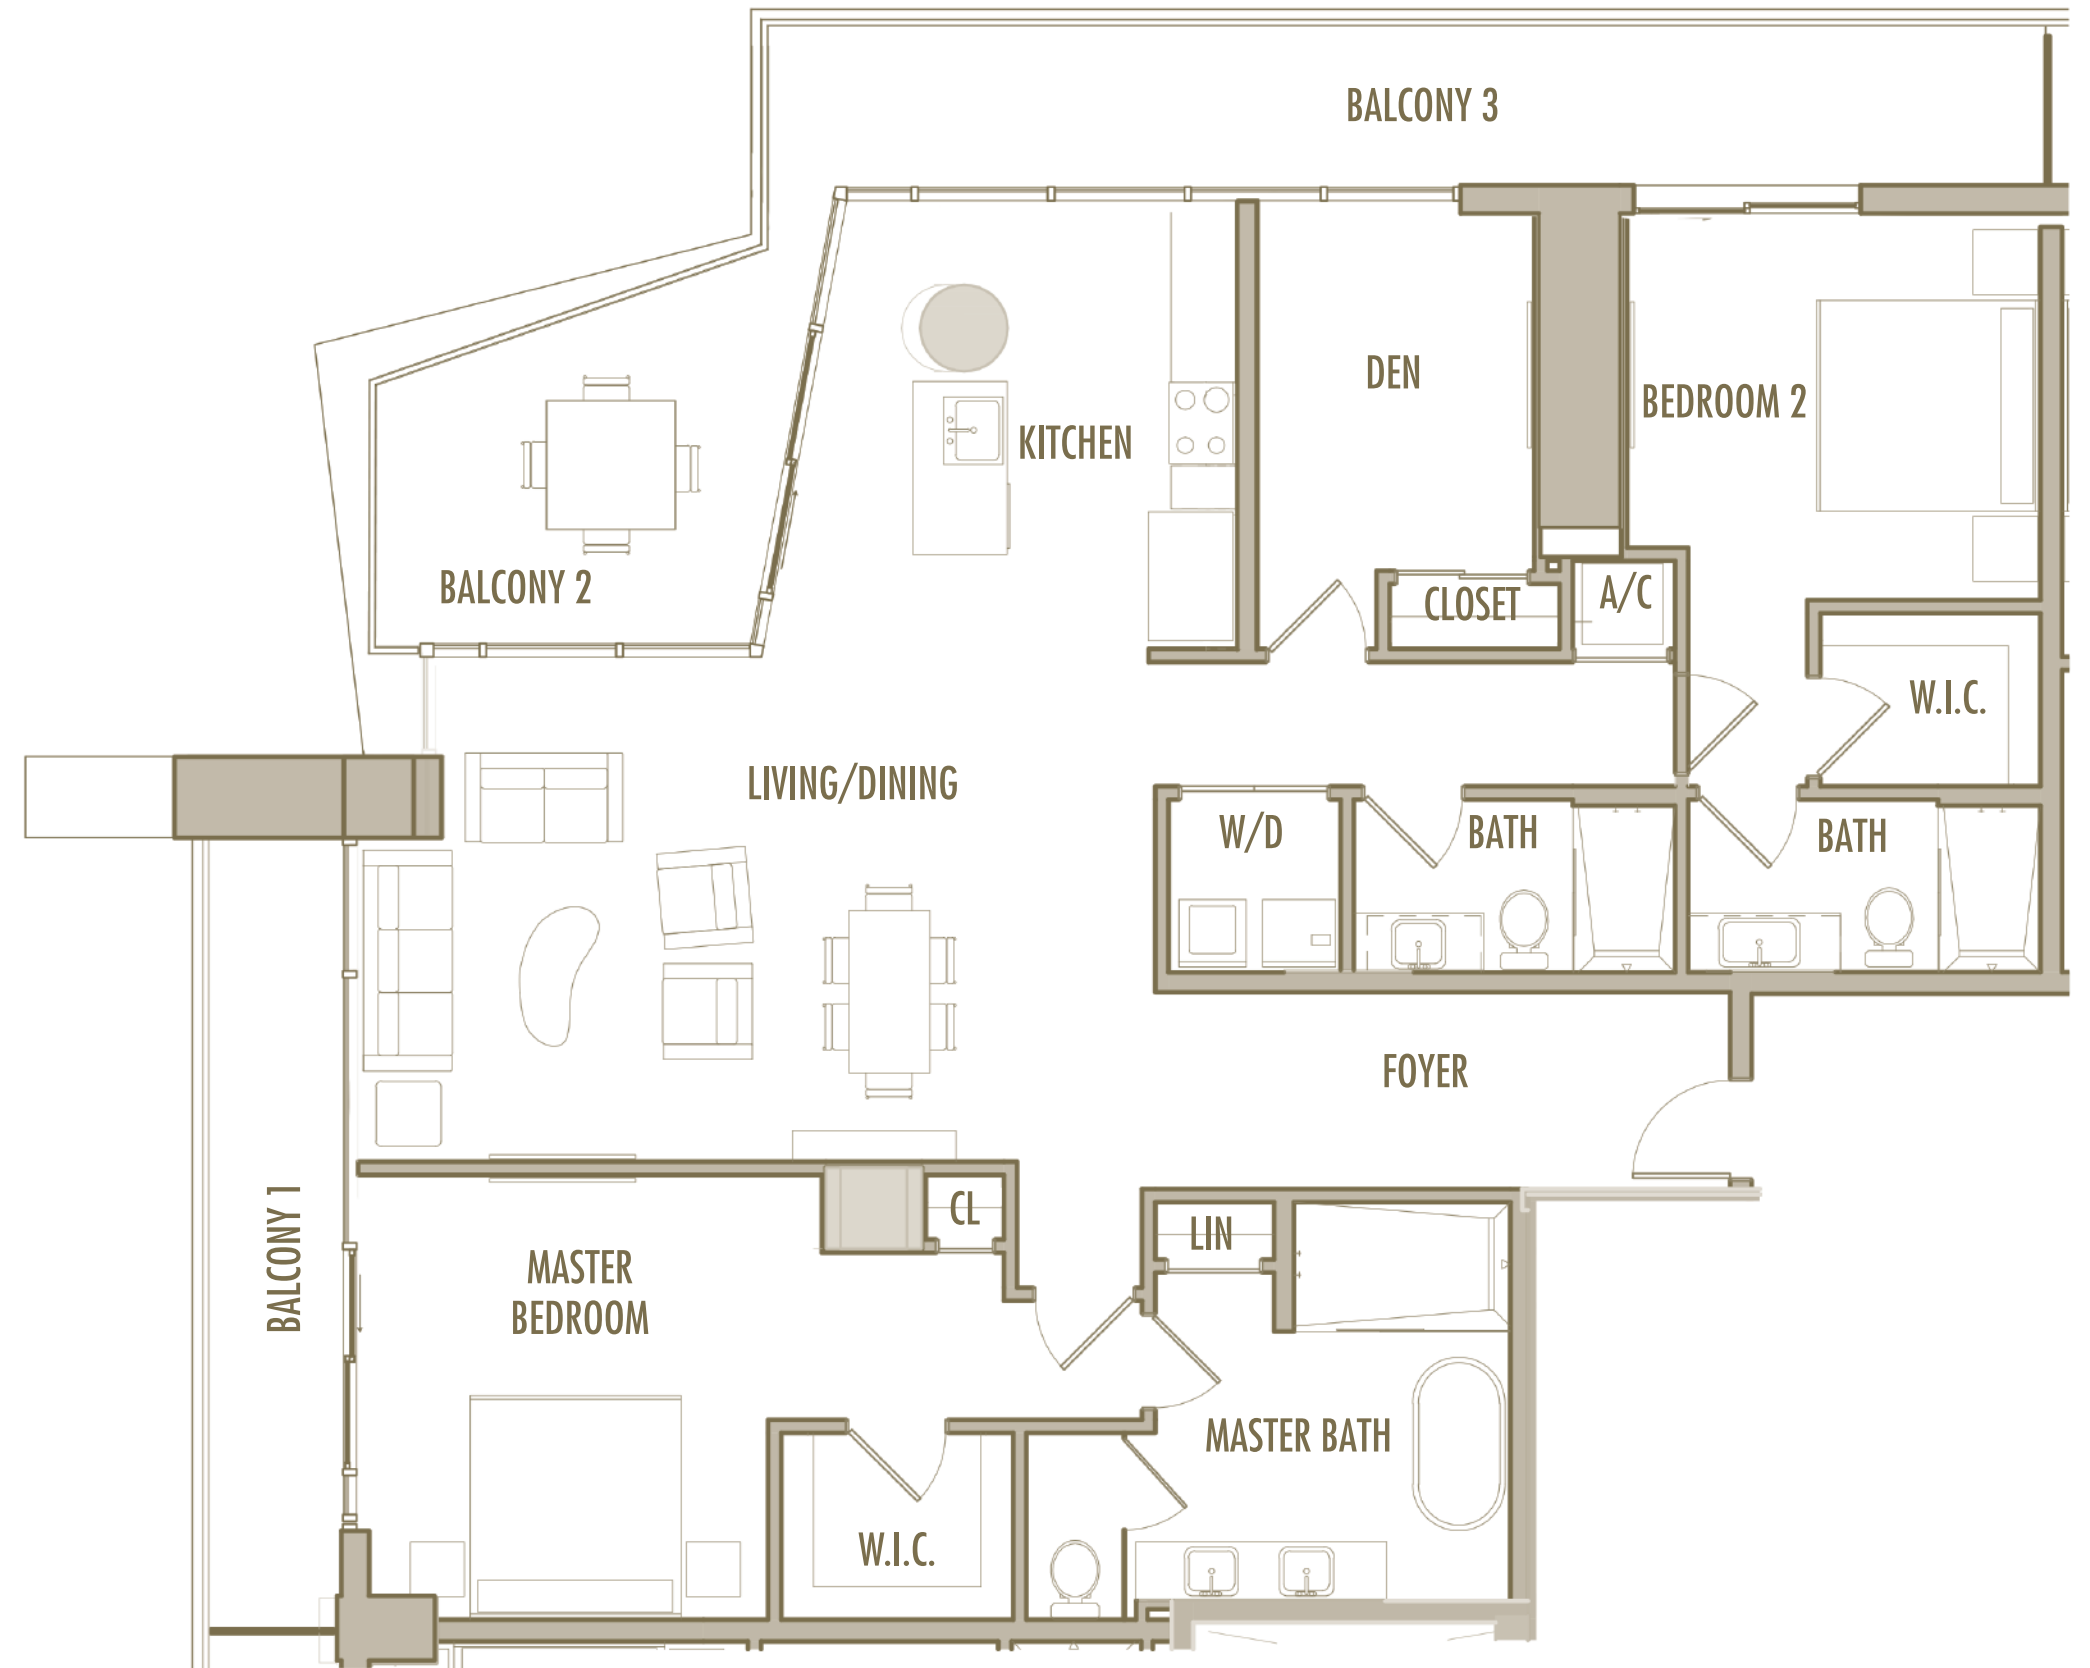 BALCONY 3
DEN
BEDROOM 2
KITCHEN
BALCONY 2
CLOSET
A/C
W.I.C.
LIVING/DINING
W/D
BATH
BATH
FOYER
BALCONY 1
CL
LIN
MASTER
BEDROOM
MASTER BATH
W.I.C.